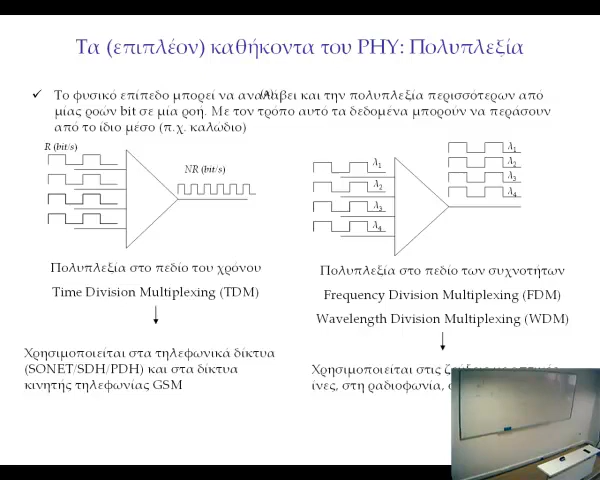 Τα (επιπλέον) καθήκοντα του PHY: Πολυπλεξία
✓ Το φυσικό επίπεδο μπορεί να αναλάβει και την πολυπλεξία περισσότερων από
μίας ροών bit σε μία ροή. Με τον τρόπο αυτό τα δεδομένα μπορούν να περάσουν
από το ίδιο μέσο (π.χ. καλώδιο)
R (bit/s)
NR (bit/s)
λ1
λ2
λ3
λ4
λ1
λ2
λ3
λ4
Πολυπλεξία στο πεδίο του χρόνου
Time Division Multiplexing (TDM)
Χρησιμοποιείται στα τηλεφωνικά δίκτυα
(SONET/SDH/PDH) και στα δίκτυα
κινητής τηλεφωνίας GSM
Πολυπλεξία στο πεδίο των συχνοτήτων
Frequency Division Multiplexing (FDM)
Wavelength Division Multiplexing (WDM)
Χρησιμοποιείται στις
ίνες, στη ραδιοφωνία,